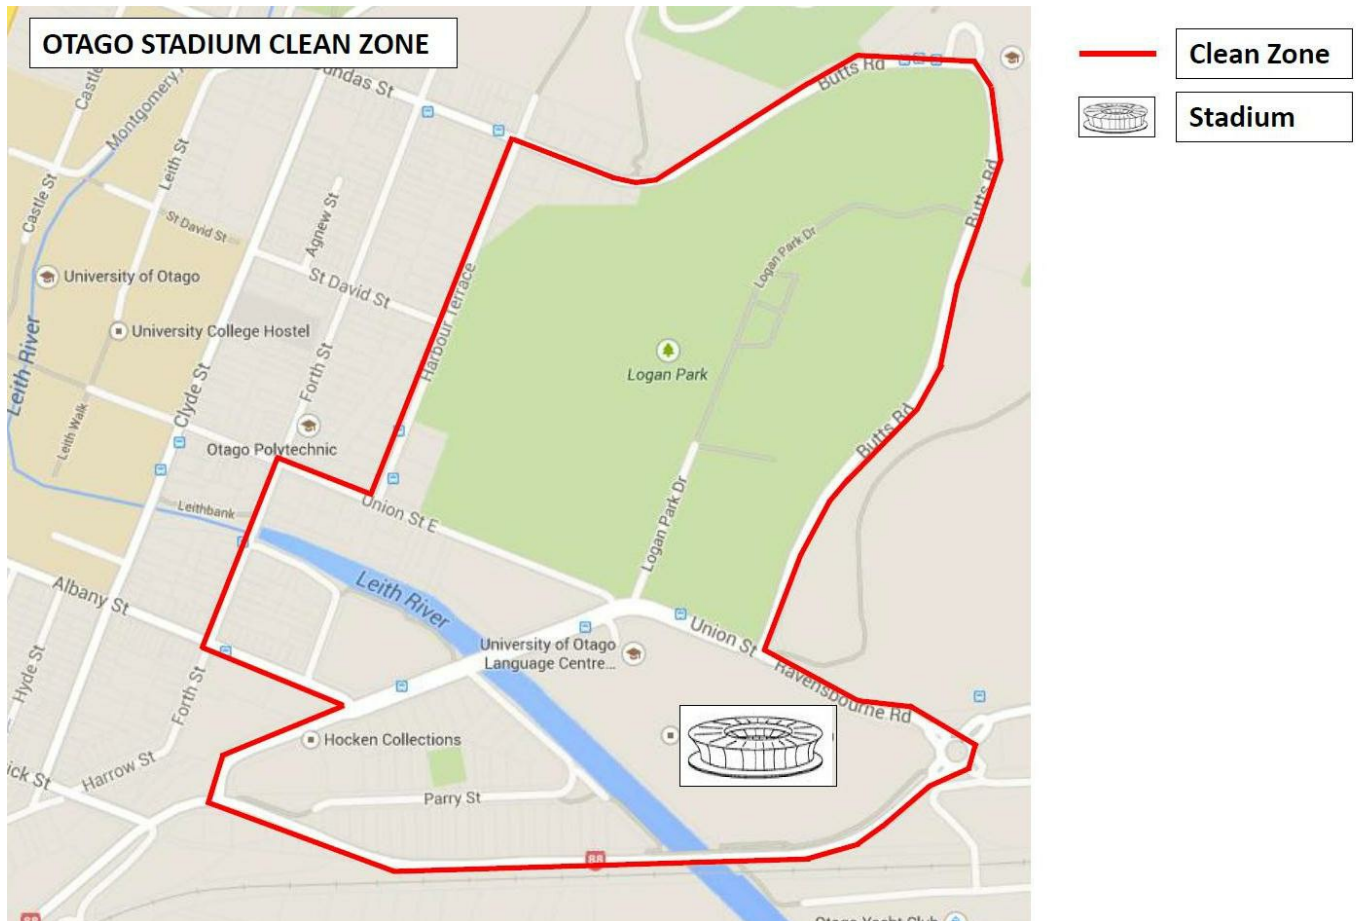 OTAGO STADIUM CLEAN ZONE
Clean Zone
Stadium
Butts Rd
Dundas St
Castle
Montgomery
Leith St
Castle St
St David St
Agnew St
University of Otago
St David St
Logan Park Dr
Butts Rd
University College Hostel
Harbour Terrace
Leith River
Clyde St
Forth St
Logan Park
Leith Walk
Otago Polytechnic
Butts Rd
Leithbank
Union St E
Logan Park Dr
Albany St
Leith River
University of Otago
Language Centre...
Union St
Hyde St
Forth St
Ravensbourne Rd
Hocken Collections
Harrow St
ick St
Parry St
88
88
Otago Yacht Club